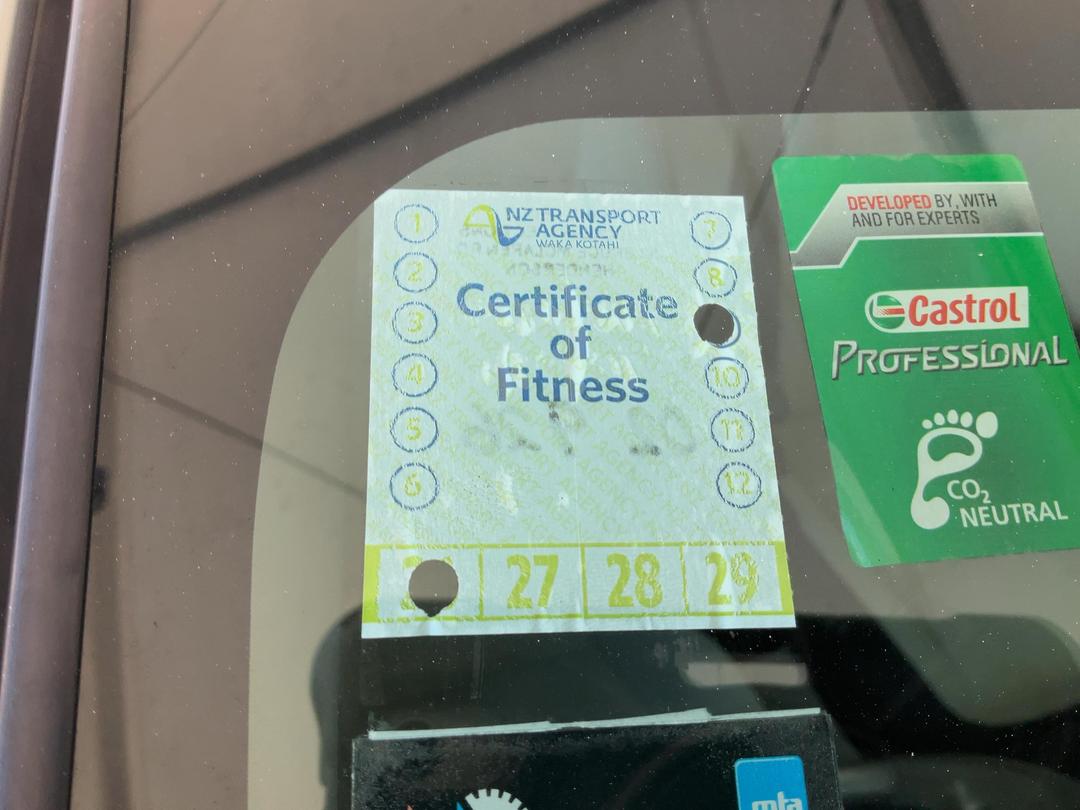 NZ TRANSPORT
AGENCY
WAKA KOTAHI
Certificate
of
Fitness
1
2
3
4
5
6
7
8
10
11
12
27
28
29
DEVELOPED BY, WITH
AND FOR EXPERTS
Castrol
PROFESSIONAL
CO2
NEUTRAL
mta